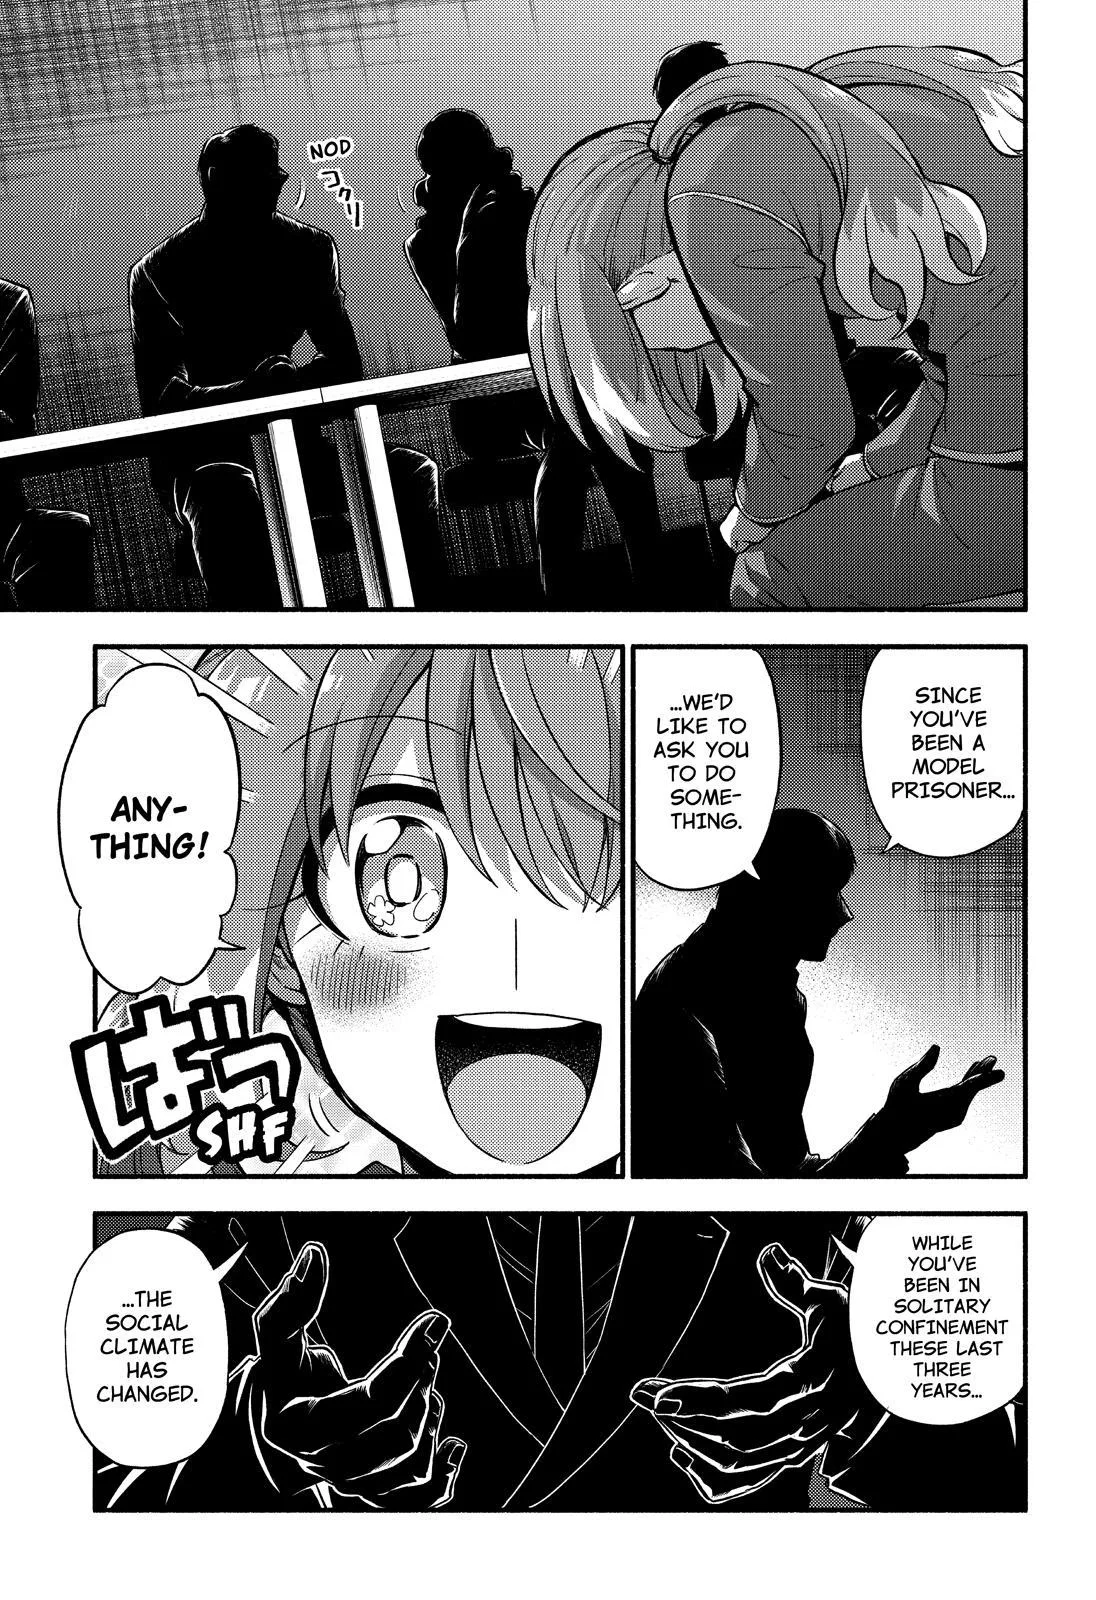 NOD
コクリ
SINCE
YOU'VE
BEEN A
MODEL
PRISONER...
...WE'D
LIKE TO
ASK YOU
TO DO
SOME-
THING.
ANY-
THING!
ばっ
SHF
WHILE
YOU'VE
BEEN IN
SOLITARY
CONFINEMENT
THESE LAST
THREE
YEARS...
...THE
SOCIAL
CLIMATE
HAS
CHANGED.